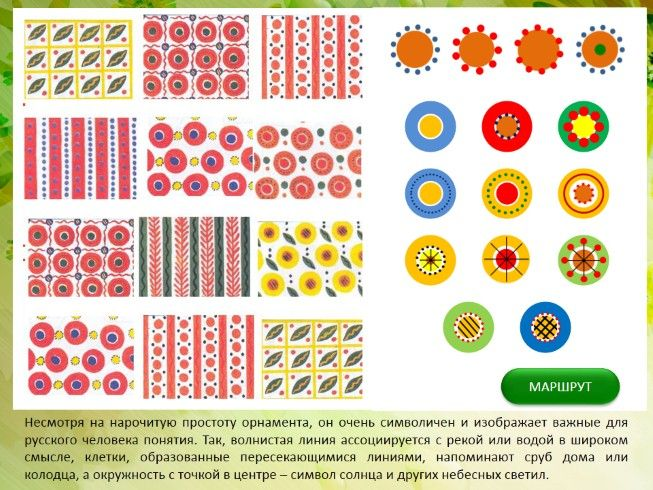 МАРШРУТ
Несмотря на нарочитую простоту орнамента, он очень символичен и изображает важные для
русского человека понятия. Так, волнистая линия ассоциируется с рекой или водой в широком
смысле, клетки, образованные пересекающимися линиями, напоминают сруб дома или
колодца, а окружность с точкой в центре – символ солнца и других небесных светил.